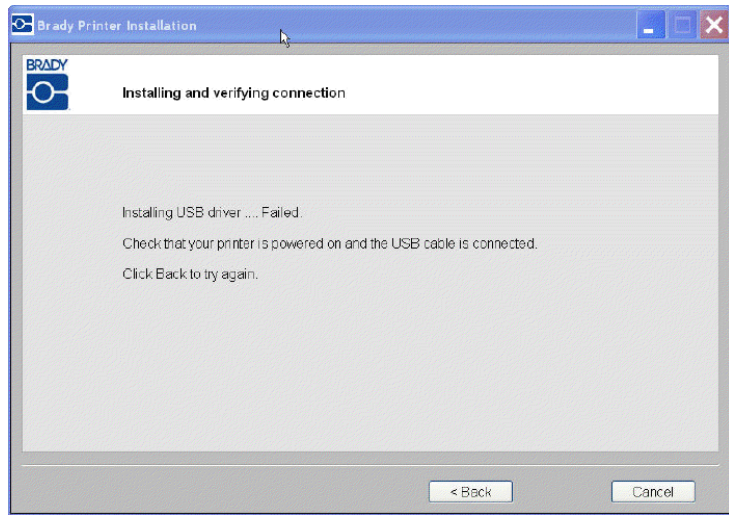 Brady Printer Installation
BRADY
Installing and verifying connection
Installing USB driver .... Failed.
Check that your printer is powered on and the USB cable is connected.
Click Back to try again.
< Back
Cancel